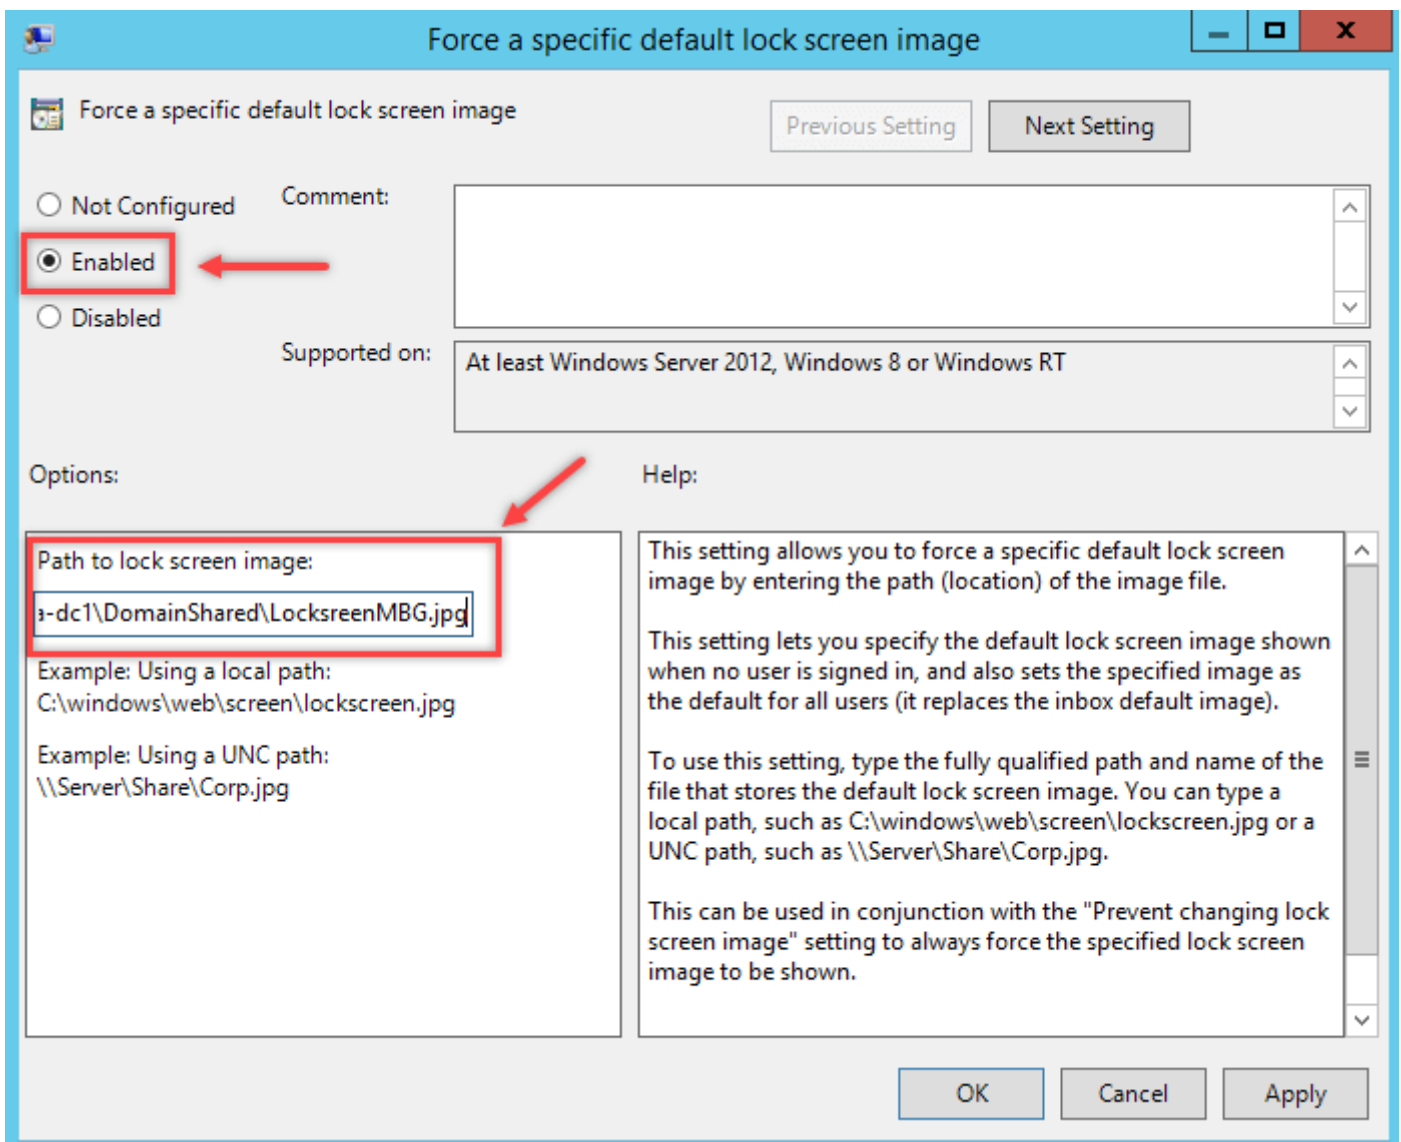 Force a specific default lock screen image
Force a specific default lock screen image
Previous Setting
Next Setting
Not Configured
Comment:
Enabled
Disabled
Supported on:
At least Windows Server 2012, Windows 8 or Windows RT
Options:
Help:
Path to lock screen image:
-dc1\DomainShared\LocksreenMBG.jpg
Example: Using a local path:
C:\windows\web\screen\lockscreen.jpg
Example: Using a UNC path:
\\Server\Share\Corp.jpg
This setting allows you to force a specific default lock screen
image by entering the path (location) of the image file.
This setting lets you specify the default lock screen image shown
when no user is signed in, and also sets the specified image as
the default for all users (it replaces the inbox default image).
To use this setting, type the fully qualified path and name of the
file that stores the default lock screen image. You can type a
local path, such as C:\windows\web\screen\lockscreen.jpg or a
UNC path, such as \\Server\Share\Corp.jpg.
This can be used in conjunction with the "Prevent changing lock
screen image" setting to always force the specified lock screen
image to be shown.
OK
Cancel
Apply